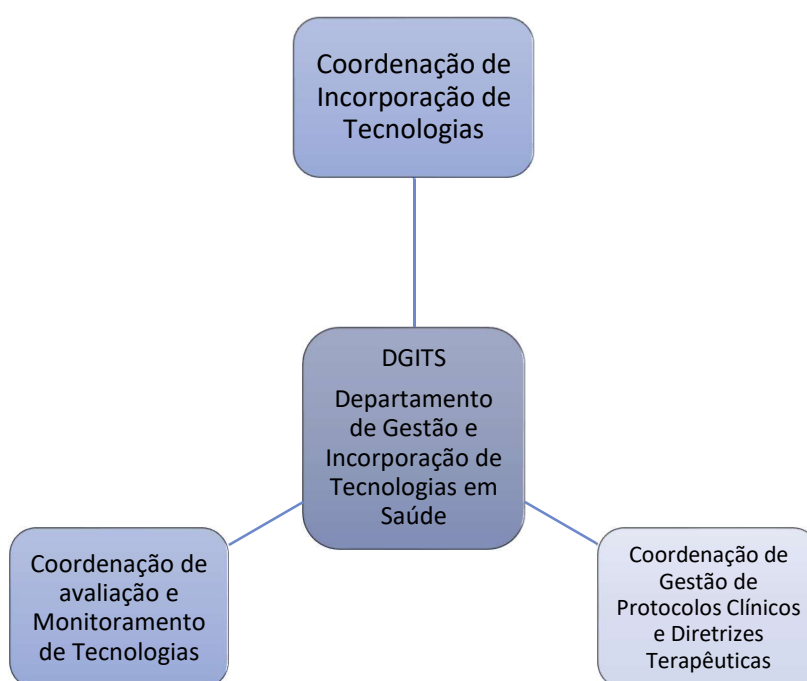 Coordenação de
Incorporação de
Tecnologias
DGITS
Departamento
de Gestão e
Incorporação de
Tecnologias em
Saúde
Coordenação de
avaliação e
Monitoramento
de Tecnologias
Coordenação de
Gestão de
Protocolos Clínicos
e Diretrizes
Terapêuticas